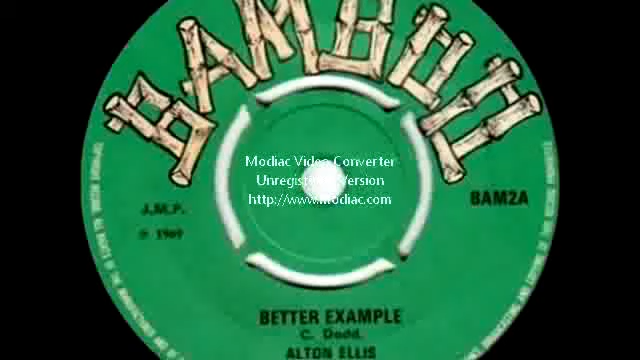 BAMBOO
Modiac Video Converter
Unregistered Version
http://www.modiac.com
J.M.P.
℗ 1969
BAM2A
BETTER EXAMPLE
C. Dodd.
ALTON ELLIS